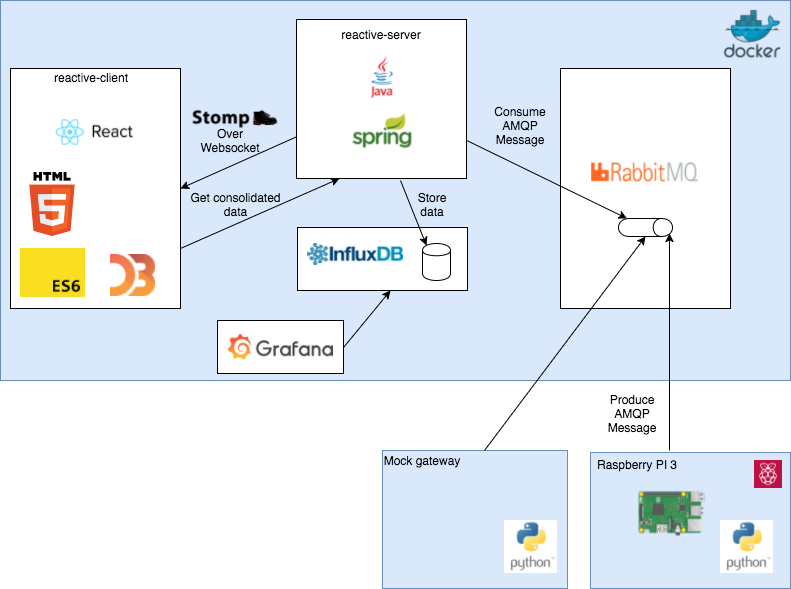 docker
reactive-server
Java
spring
reactive-client
React
HTML
5
ES6
Stomp
Over
Websocket
Get consolidated
data
Consume
AMQP
Message
RabbitMQ
Store
data
InfluxDB
Grafana
Produce
AMQP
Message
Mock gateway
python
Raspberry PI 3
python